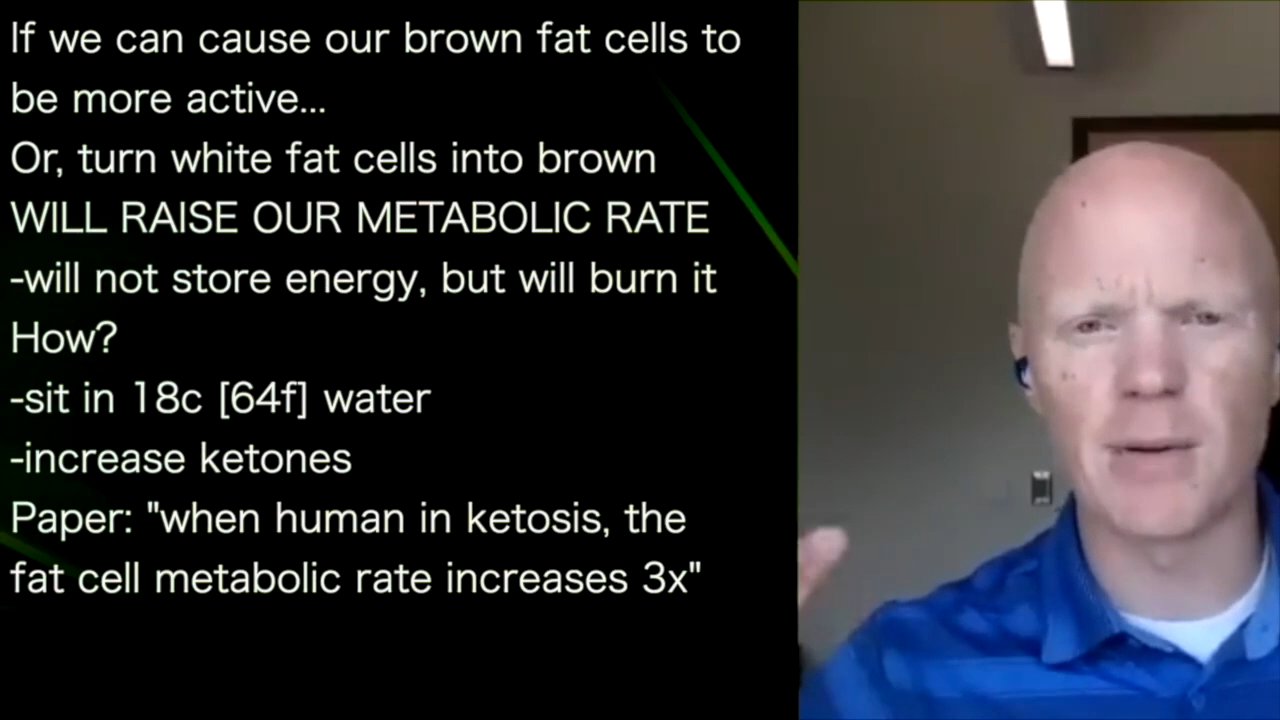 If we can cause our brown fat cells to
be more active...
Or, turn white fat cells into brown
WILL RAISE OUR METABOLIC RATE
-will not store energy, but will burn it
How?
-sit in 18c [64f] water
-increase ketones
Paper: "when human in ketosis, the
fat cell metabolic rate increases 3x"